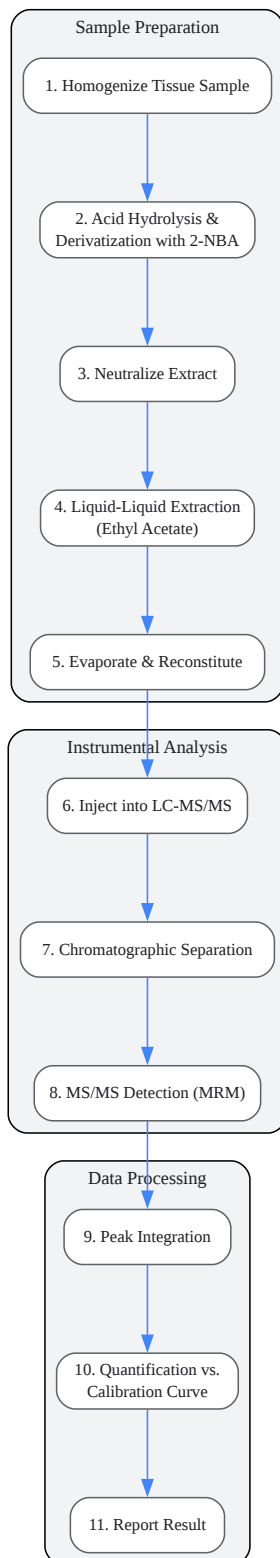 Sample Preparation
1. Homogenize Tissue Sample
2. Acid Hydrolysis &
Derivatization with 2-NBA
3. Neutralize Extract
4. Liquid-Liquid Extraction
(Ethyl Acetate)
5. Evaporate & Reconstitute
Instrumental Analysis
6. Inject into LC-MS/MS
7. Chromatographic Separation
8. MS/MS Detection (MRM)
Data Processing
9. Peak Integration
10. Quantification vs.
Calibration Curve
11. Report Result